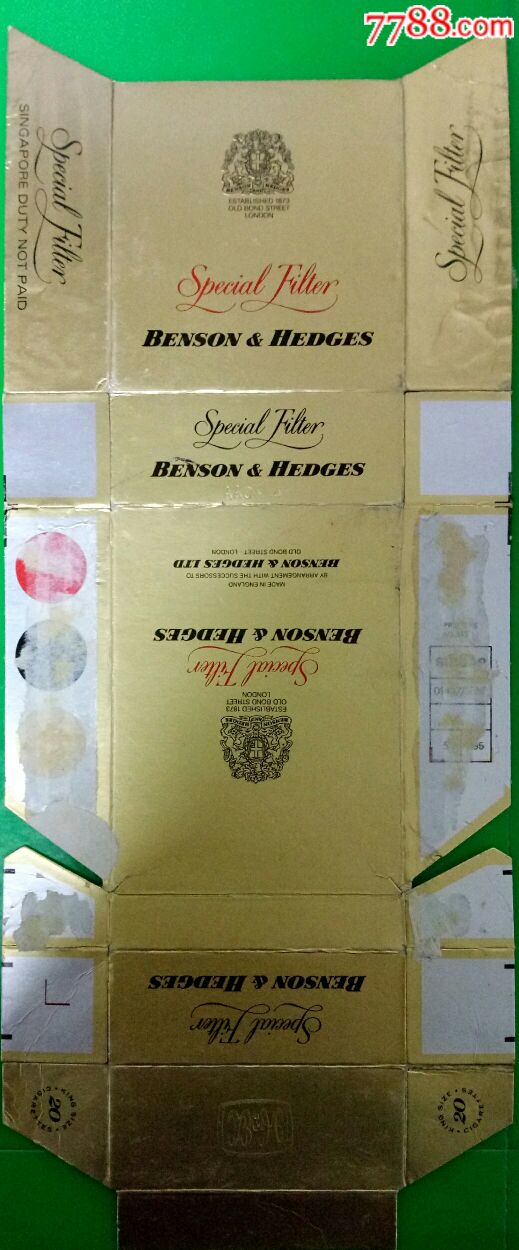 7788.com
Special Filter
SINGAPORE DUTY NOT PAID
ESTABLISHED 1873
OLD BOND STREET
LONDON
Special Filter
BENSON & HEDGES
Special Filter
Special Filter
BENSON & HEDGES
ESTABLISHED 1873
OLD BOND STREET
LONDON
Special Filter
BENSON & HEDGES
MADE IN ENGLAND
BY ARRANGEMENT WITH THE SUCCESSORS TO
BENSON & HEDGES LTD
OLD BOND STREET · LONDON
Special Filter
BENSON & HEDGES
KING SIZE • CIGARETTES •
20
KING SIZE • CIGARETTES •
20